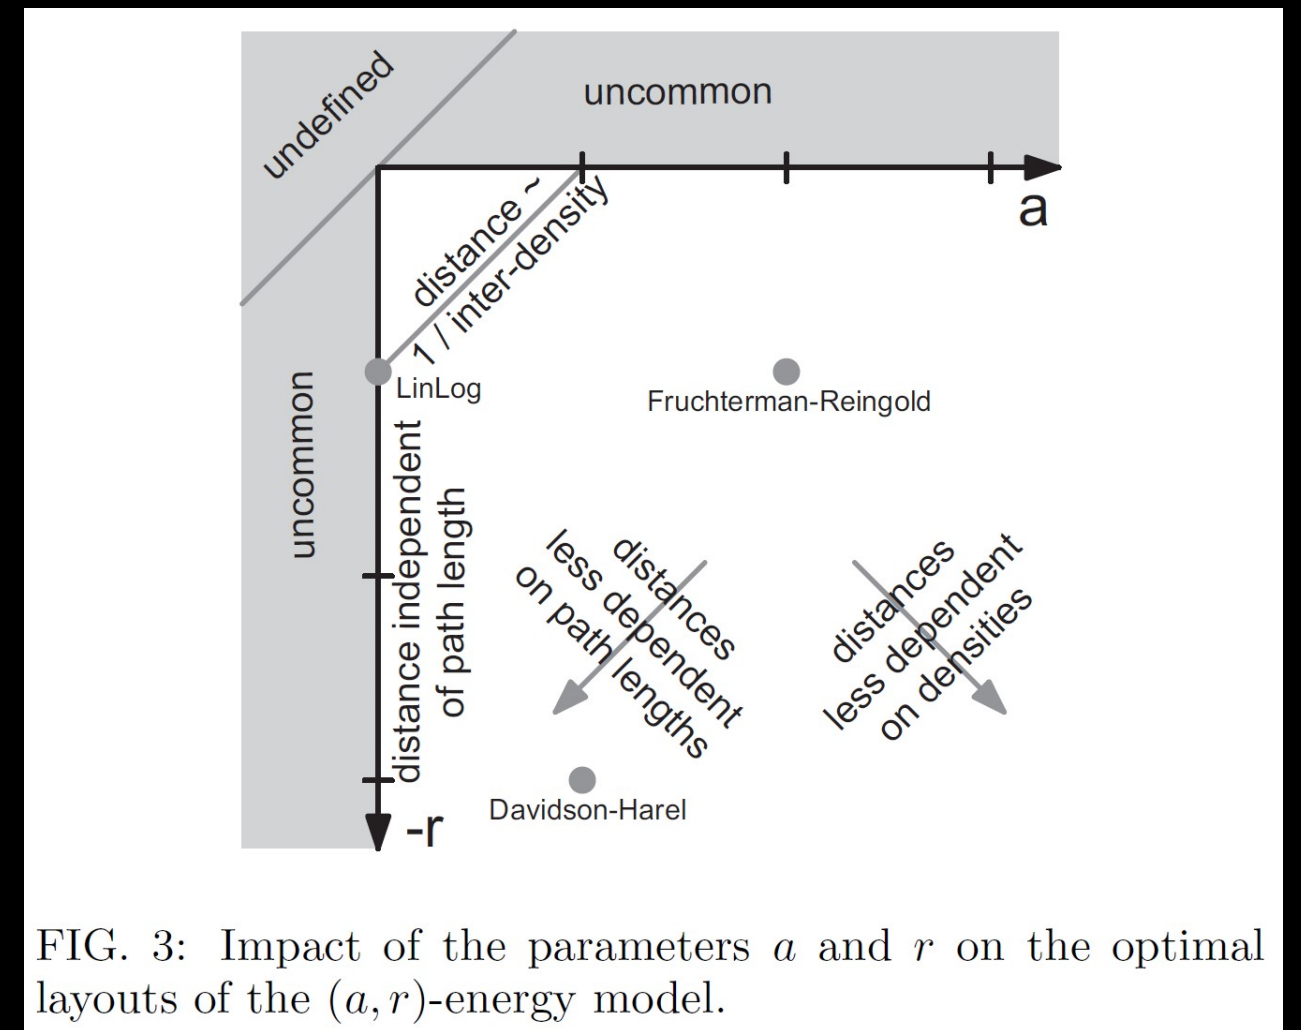 undefined
uncommon
a
distance ~
1 / inter-density
LinLog
Fruchterman-Reingold
uncommon
distance independent
of path length
distances
less dependent
on path lengths
distances
less dependent
on densities
Davidson-Harel
-r
FIG. 3: Impact of the parameters a and r on the optimal
layouts of the (a, r)-energy model.